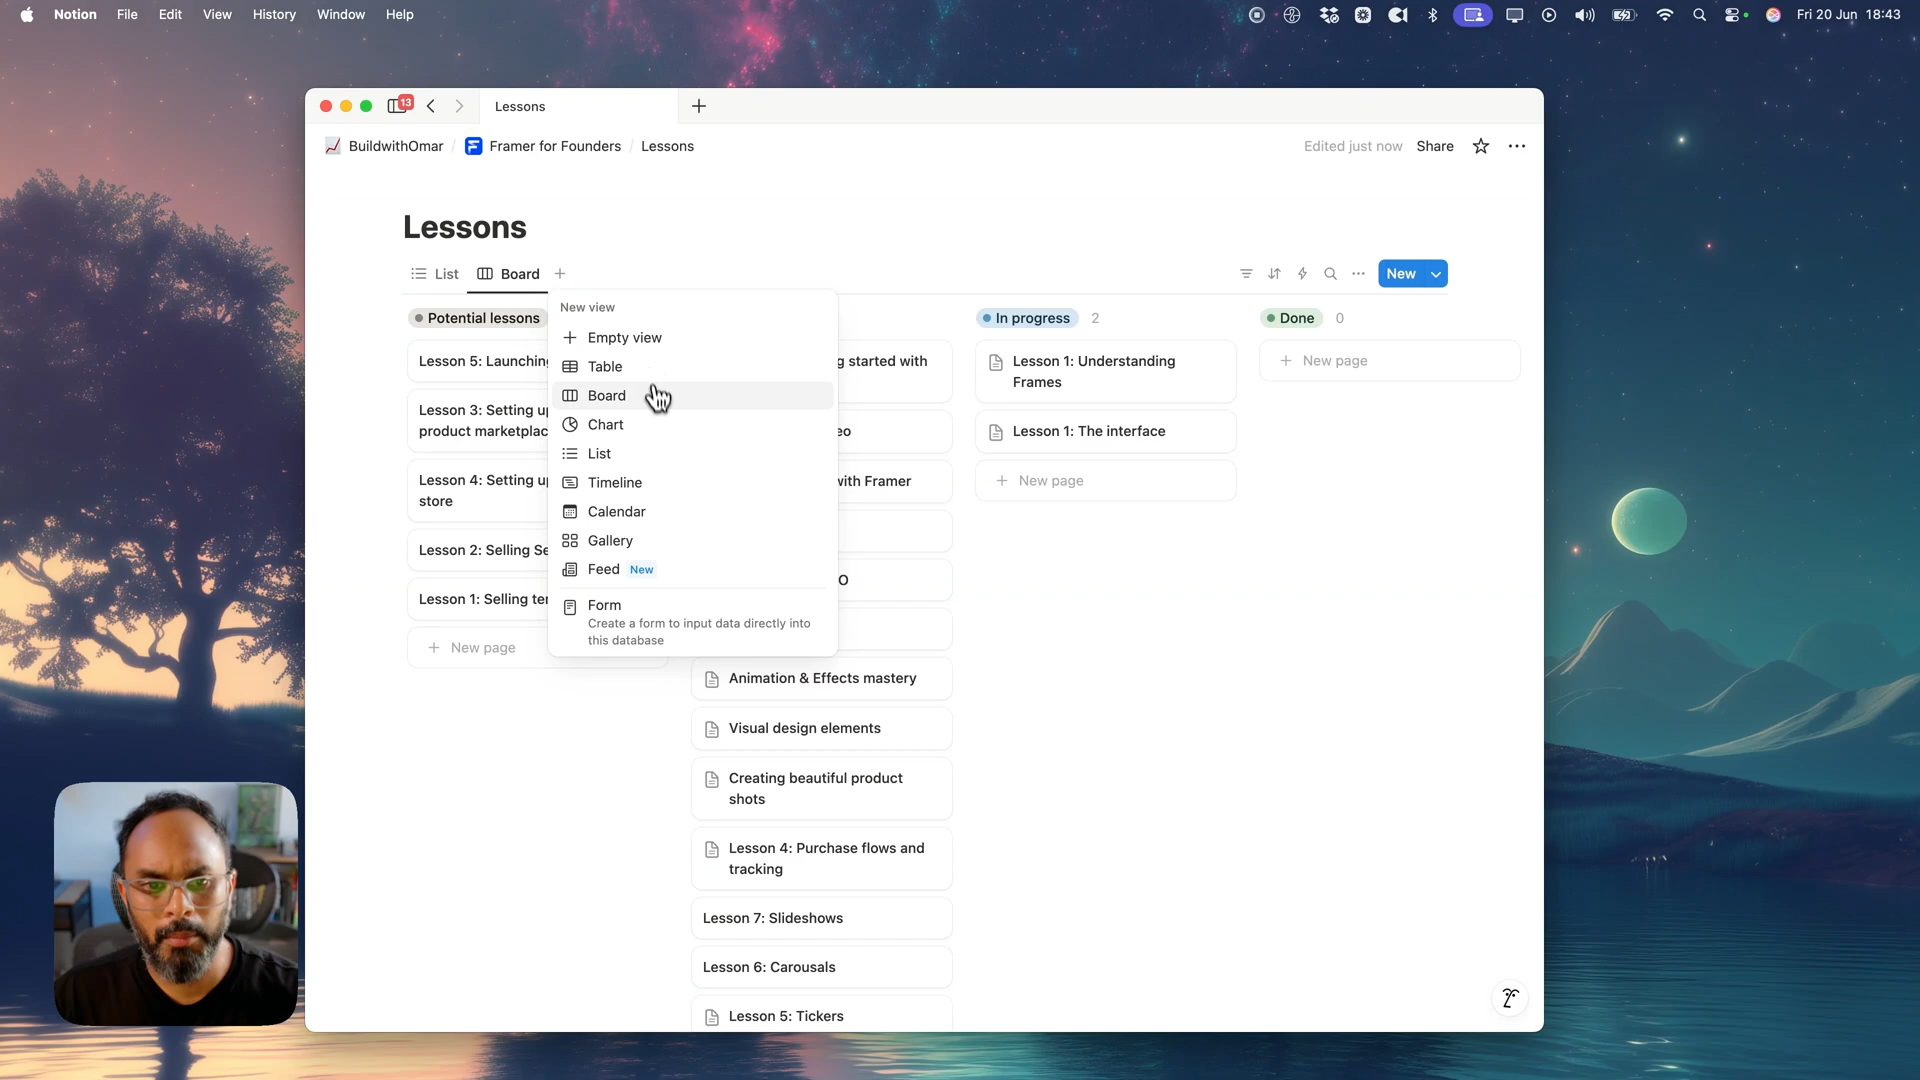 Notion File Edit View History Window Help
Fri 20 Jun 18:43
13
Lessons
BuildwithOmar / Framer for Founders / Lessons
Edited just now Share
Lessons
List Board
New
Potential lessons
Lesson 5: Launching
Lesson 3: Setting up
product marketplac
Lesson 4: Setting up
store
Lesson 2: Selling Se
Lesson 1: Selling ten
New page
New view
Empty view
Table
Board
Chart
List
Timeline
Calendar
Gallery
Feed New
Form
Create a form to input data directly into
this database
g started with
eo
with Framer
O
Animation & Effects mastery
Visual design elements
Creating beautiful product
shots
Lesson 4: Purchase flows and
tracking
Lesson 7: Slideshows
Lesson 6: Carousals
Lesson 5: Tickers
In progress 2
Lesson 1: Understanding
Frames
Lesson 1: The interface
New page
Done 0
New page